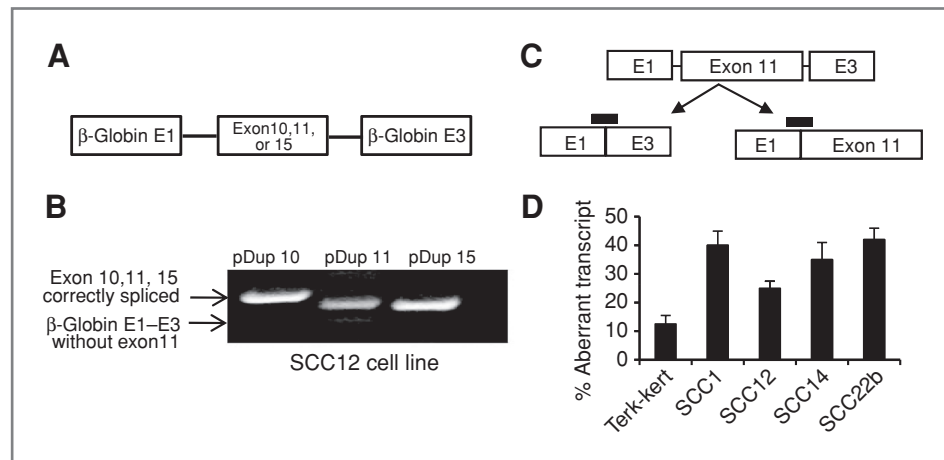 A
β-Globin E1
Exon10,11,
or 15
β-Globin E3
B
pDup 10
pDup 11
pDup 15
Exon 10,11, 15
correctly spliced
β-Globin E1–E3
without exon11
SCC12 cell line
C
E1
Exon 11
E3
E1
E3
E1
Exon 11
D
% Aberrant transcript
50
40
30
20
10
0
Terk-kert
SCC1
SCC12
SCC14
SCC22b